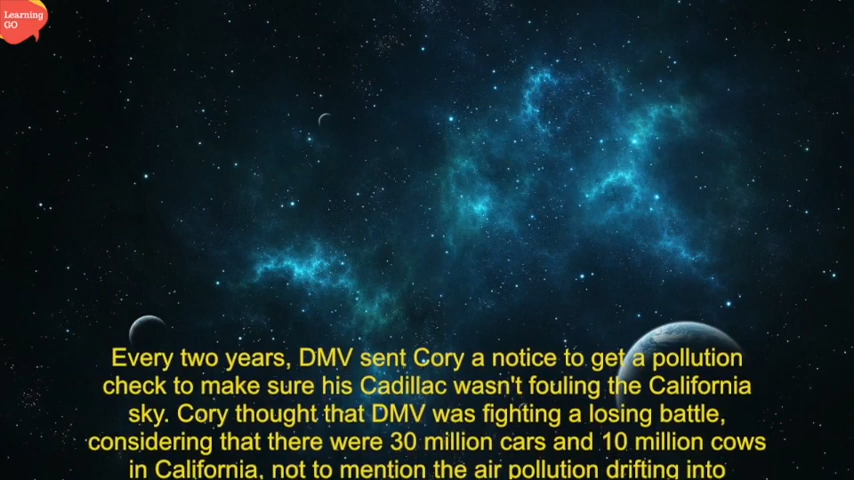 Learning
GO
Every two years, DMV sent Cory a notice to get a pollution
check to make sure his Cadillac wasn't fouling the California
sky. Cory thought that DMV was fighting a losing battle,
considering that there were 30 million cars and 10 million cows
in California, not to mention the air pollution drifting into